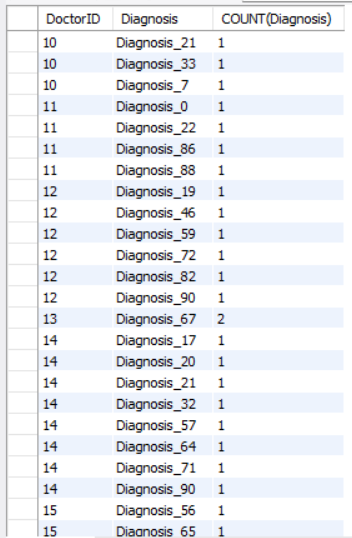 DoctorID Diagnosis COUNT(Diagnosis)
10 Diagnosis_21 1
10 Diagnosis_33 1
10 Diagnosis_7 1
11 Diagnosis_0 1
11 Diagnosis_22 1
11 Diagnosis_86 1
11 Diagnosis_88 1
12 Diagnosis_19 1
12 Diagnosis_46 1
12 Diagnosis_59 1
12 Diagnosis_72 1
12 Diagnosis_82 1
12 Diagnosis_90 1
13 Diagnosis_67 2
14 Diagnosis_17 1
14 Diagnosis_20 1
14 Diagnosis_21 1
14 Diagnosis_32 1
14 Diagnosis_57 1
14 Diagnosis_64 1
14 Diagnosis_71 1
14 Diagnosis_90 1
15 Diagnosis_56 1
15 Diagnosis_65 1